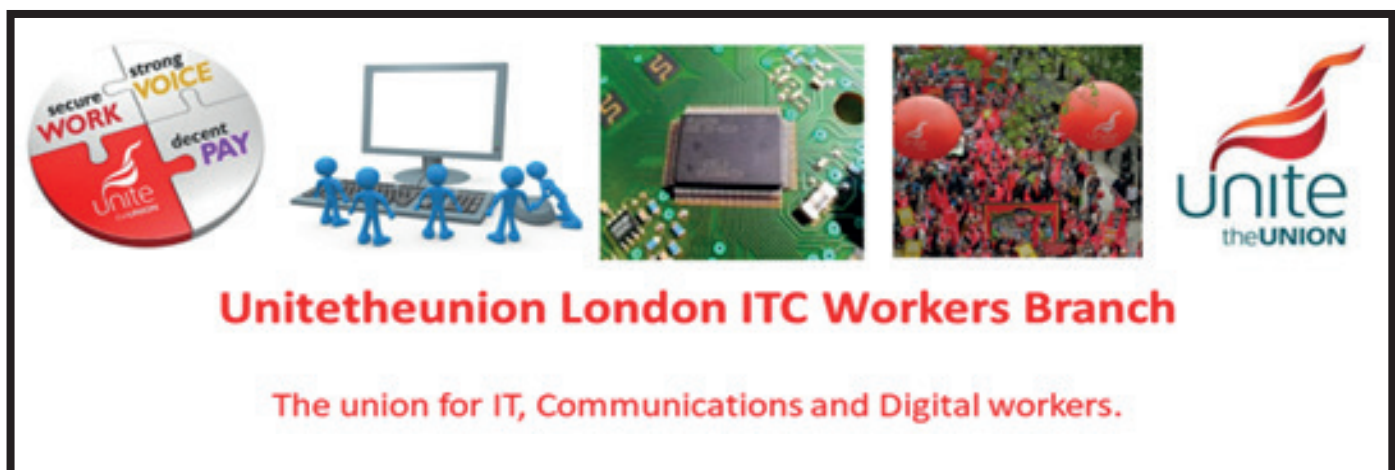 secure
WORK
strong
VOICE
decent
PAY
unite
theUNION
unite
theUNION
Unitetheunion London ITC Workers Branch
The union for IT, Communications and Digital workers.